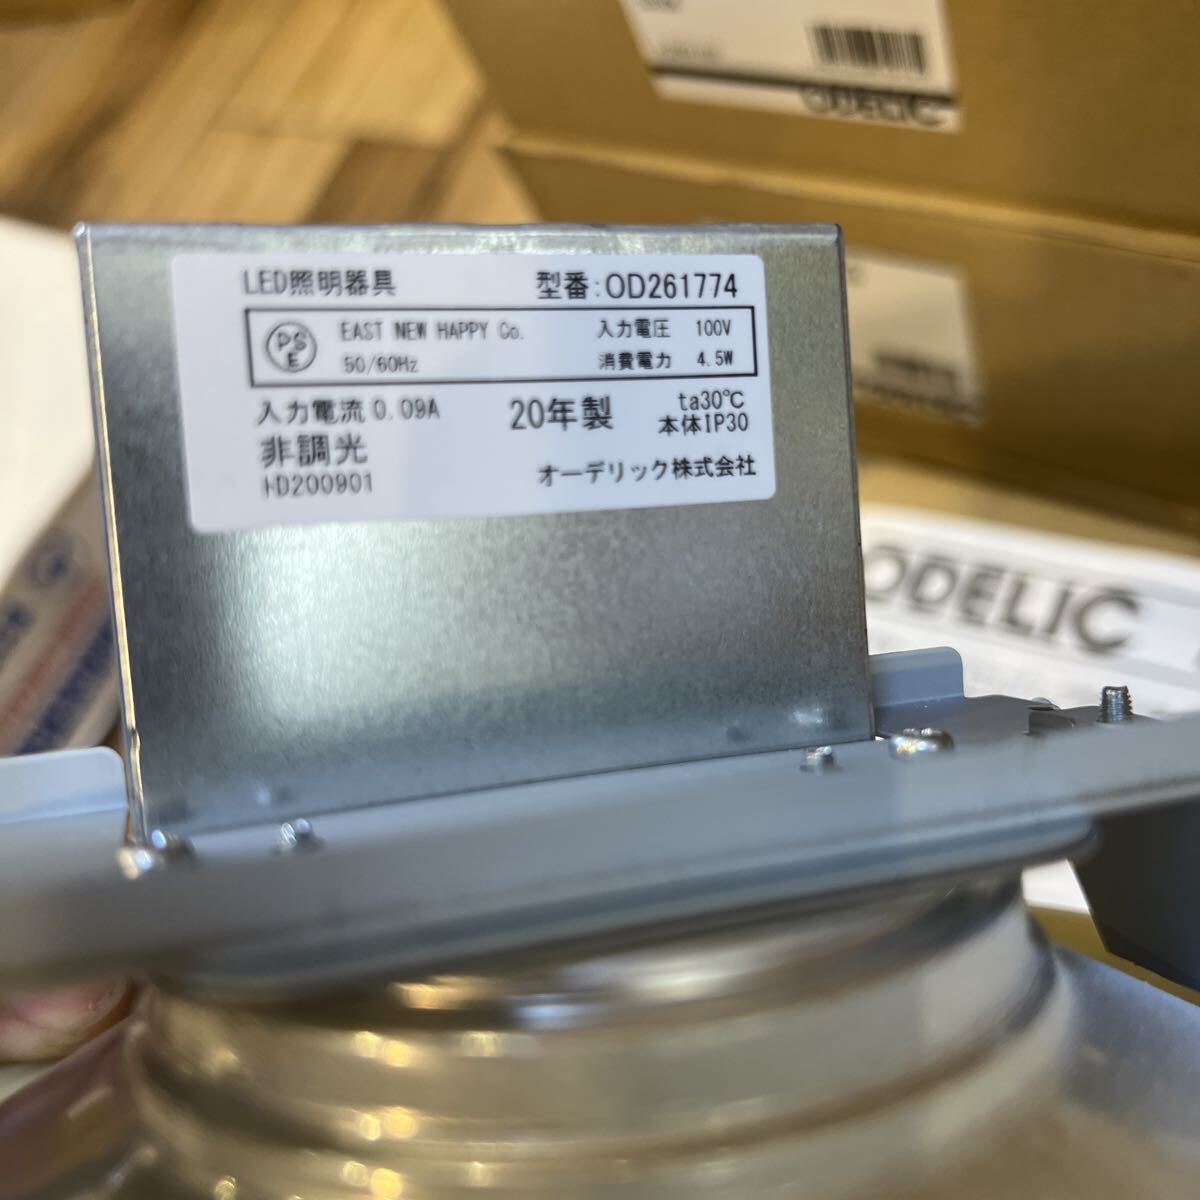 ODELIC
LED照明器具
型番:OD261774
PSE
EAST NEW HAPPY Co.
入力電圧 100V
50/60Hz
消費電力 4.5W
入力電流 0.09A
20年製
ta30℃
本体IP30
非調光
オーデリック株式会社
ODELIC